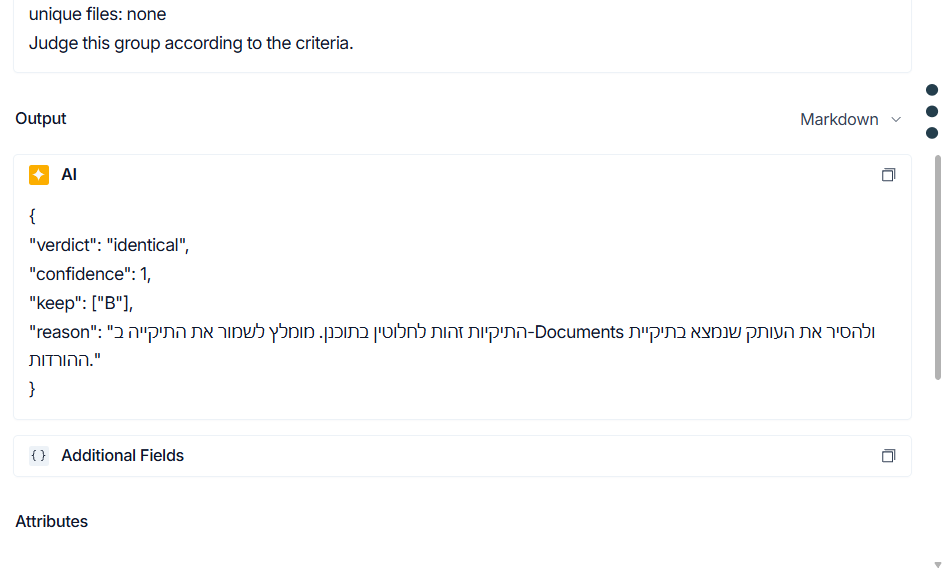 unique files: none
Judge this group according to the criteria.
Output
Markdown
AI
{
"verdict": "identical",
"confidence": 1,
"keep": ["B"],
"reason": "התיקיות זהות לחלוטין בתוכנן. מומלץ לשמור את התיקייה ב-Documents ולהסיר את העותק שנמצא בתיקיית
ההורדות."
}
{} Additional Fields
Attributes